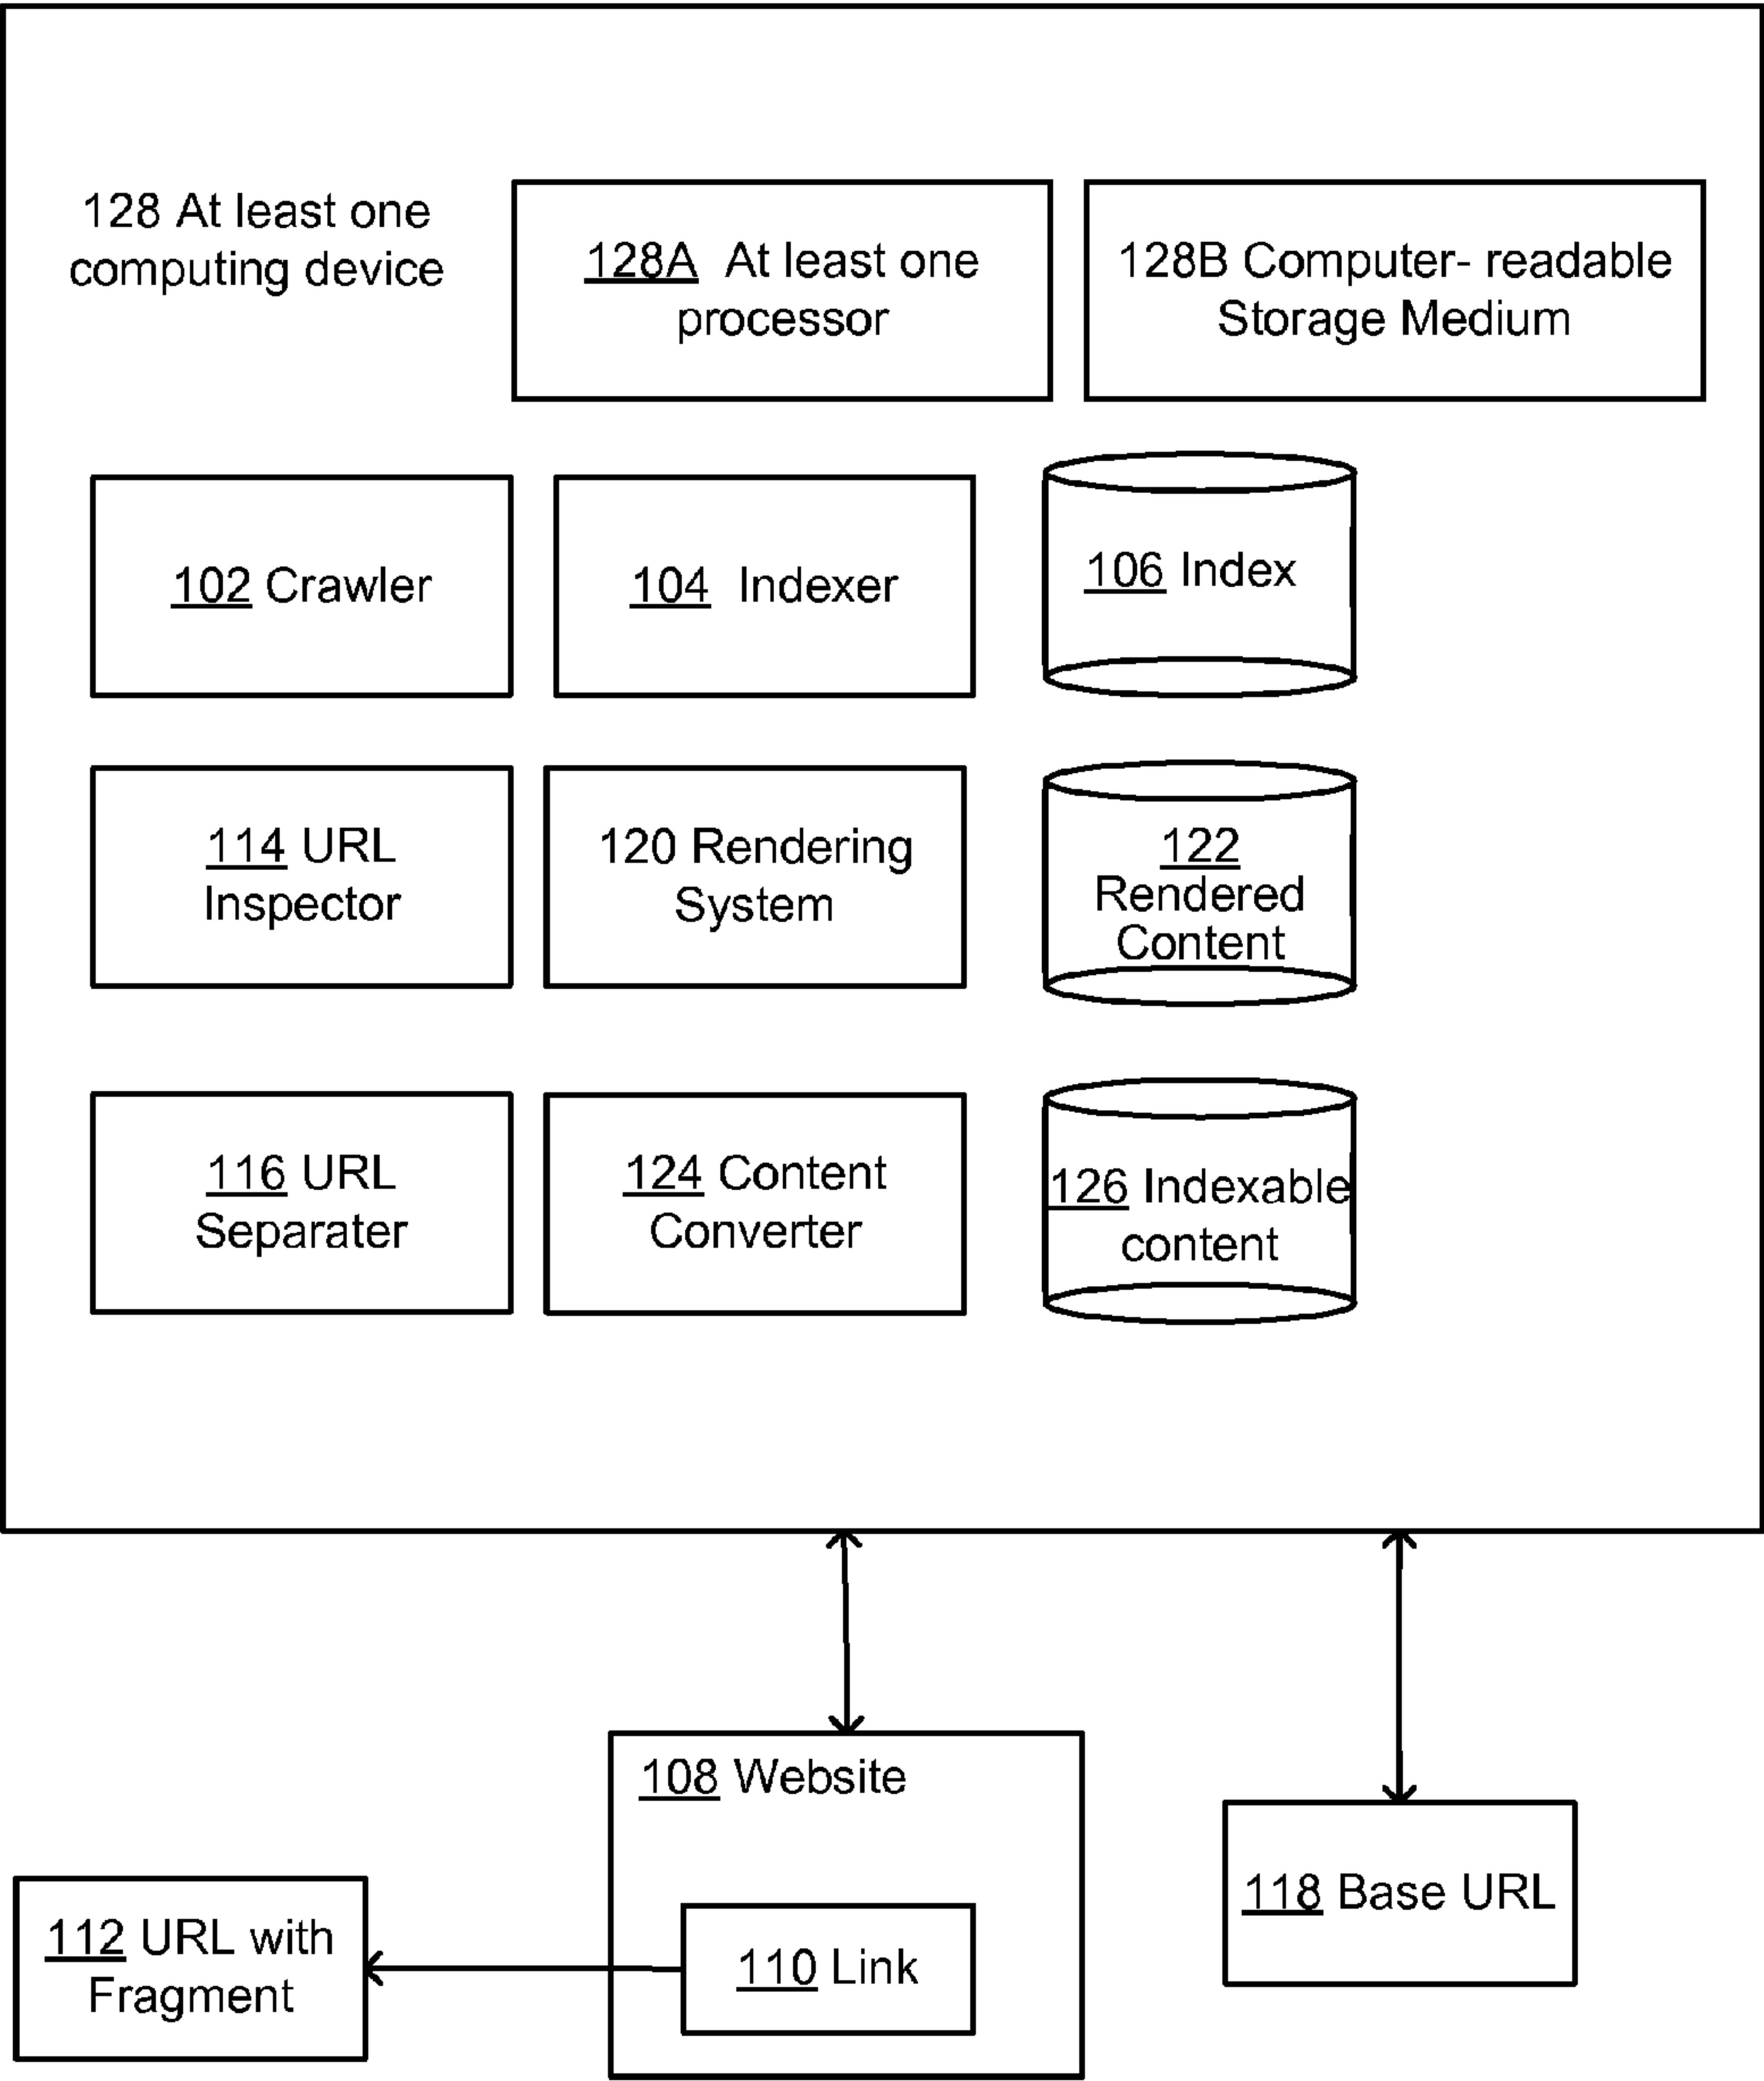 128 At least one
computing device
128A At least one
processor
128B Computer- readable
Storage Medium
102 Crawler
104 Indexer
106 Index
114 URL
Inspector
120 Rendering
System
122
Rendered
Content
116 URL
Separater
124 Content
Converter
126 Indexable
content
108 Website
118 Base URL
112 URL with
Fragment
110 Link